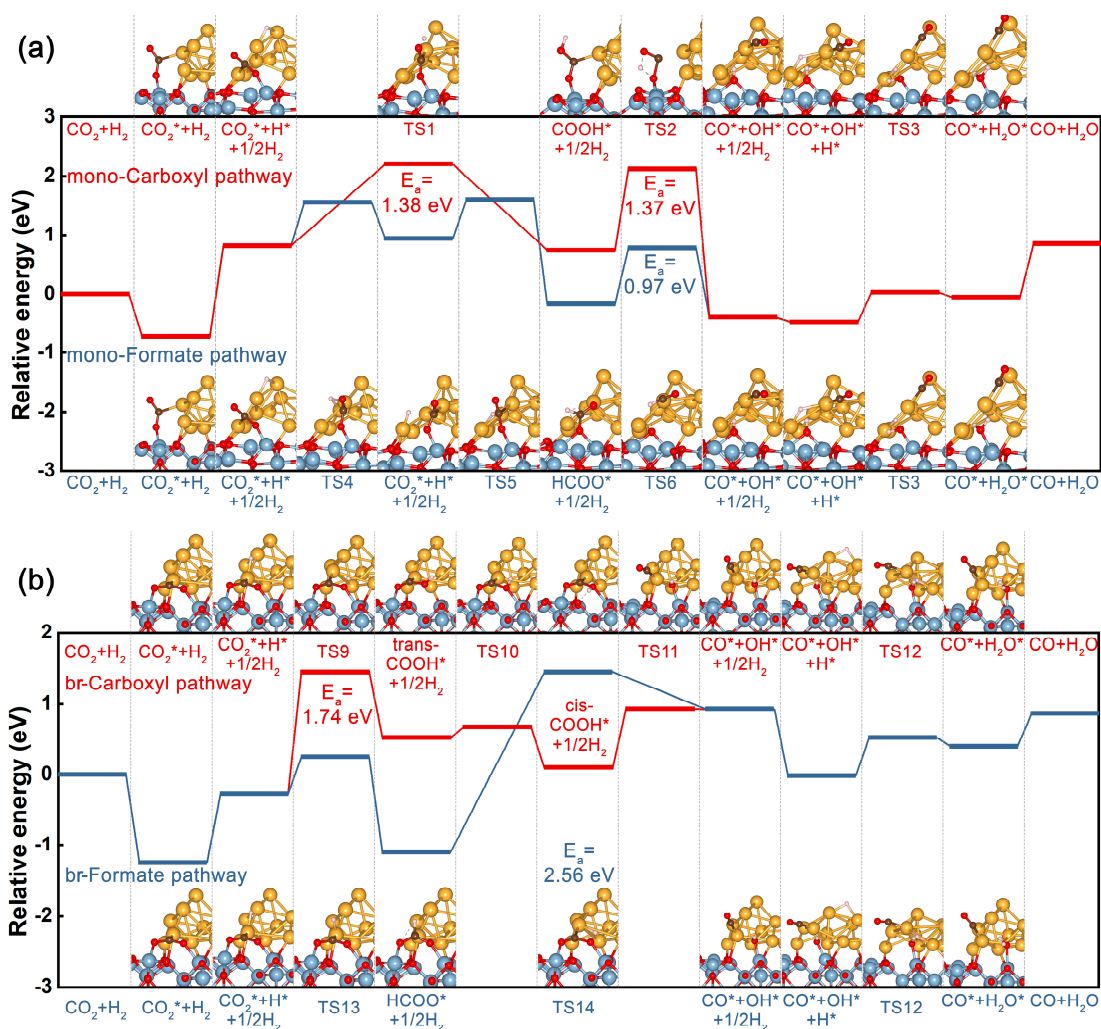 (a)
3
2
1
0
-1
-2
-3
Relative energy (eV)
CO₂+H₂ CO₂*+H₂ CO₂*+H* TS1 COOH* TS2 CO*+OH* CO*+OH* TS3 CO*+H₂O* CO+H₂O
+1/2H₂ +1/2H₂ +1/2H₂ +H*
mono-Carboxyl pathway
Eₐ=
1.38 eV
Eₐ=
1.37 eV
Eₐ=
0.97 eV
mono-Formate pathway
CO₂+H₂ CO₂*+H₂ CO₂*+H* TS4 CO₂*+H* TS5 HCOO* TS6 CO*+OH* CO*+OH* TS3 CO*+H₂O* CO+H₂O
+1/2H₂ +1/2H₂ +1/2H₂ +1/2H₂ +H*
(b)
2
1
0
-1
-2
-3
Relative energy (eV)
CO₂+H₂ CO₂*+H₂ CO₂*+H* TS9 trans- TS10 TS11 CO*+OH* CO*+OH* TS12 CO*+H₂O* CO+H₂O
+1/2H₂ COOH* +1/2H₂ +H*
+1/2H₂
br-Carboxyl pathway
Eₐ=
1.74 eV
cis-
COOH*
+1/2H₂
Eₐ=
2.56 eV
br-Formate pathway
CO₂+H₂ CO₂*+H₂ CO₂*+H* TS13 HCOO* TS14 CO*+OH* CO*+OH* TS12 CO*+H₂O* CO+H₂O
+1/2H₂ +1/2H₂ +1/2H₂ +H*